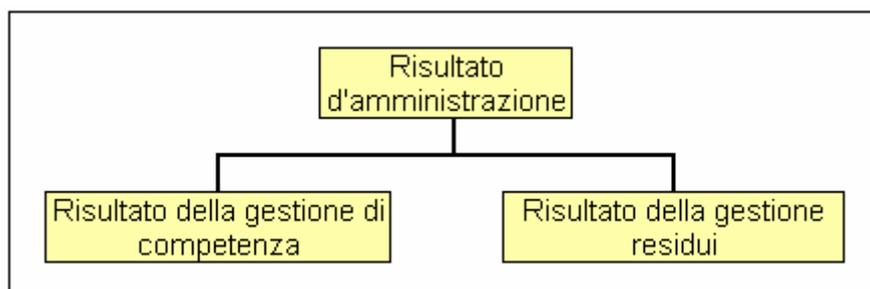 Risultato
d'amministrazione
Risultato della gestione di
competenza
Risultato della gestione
residui